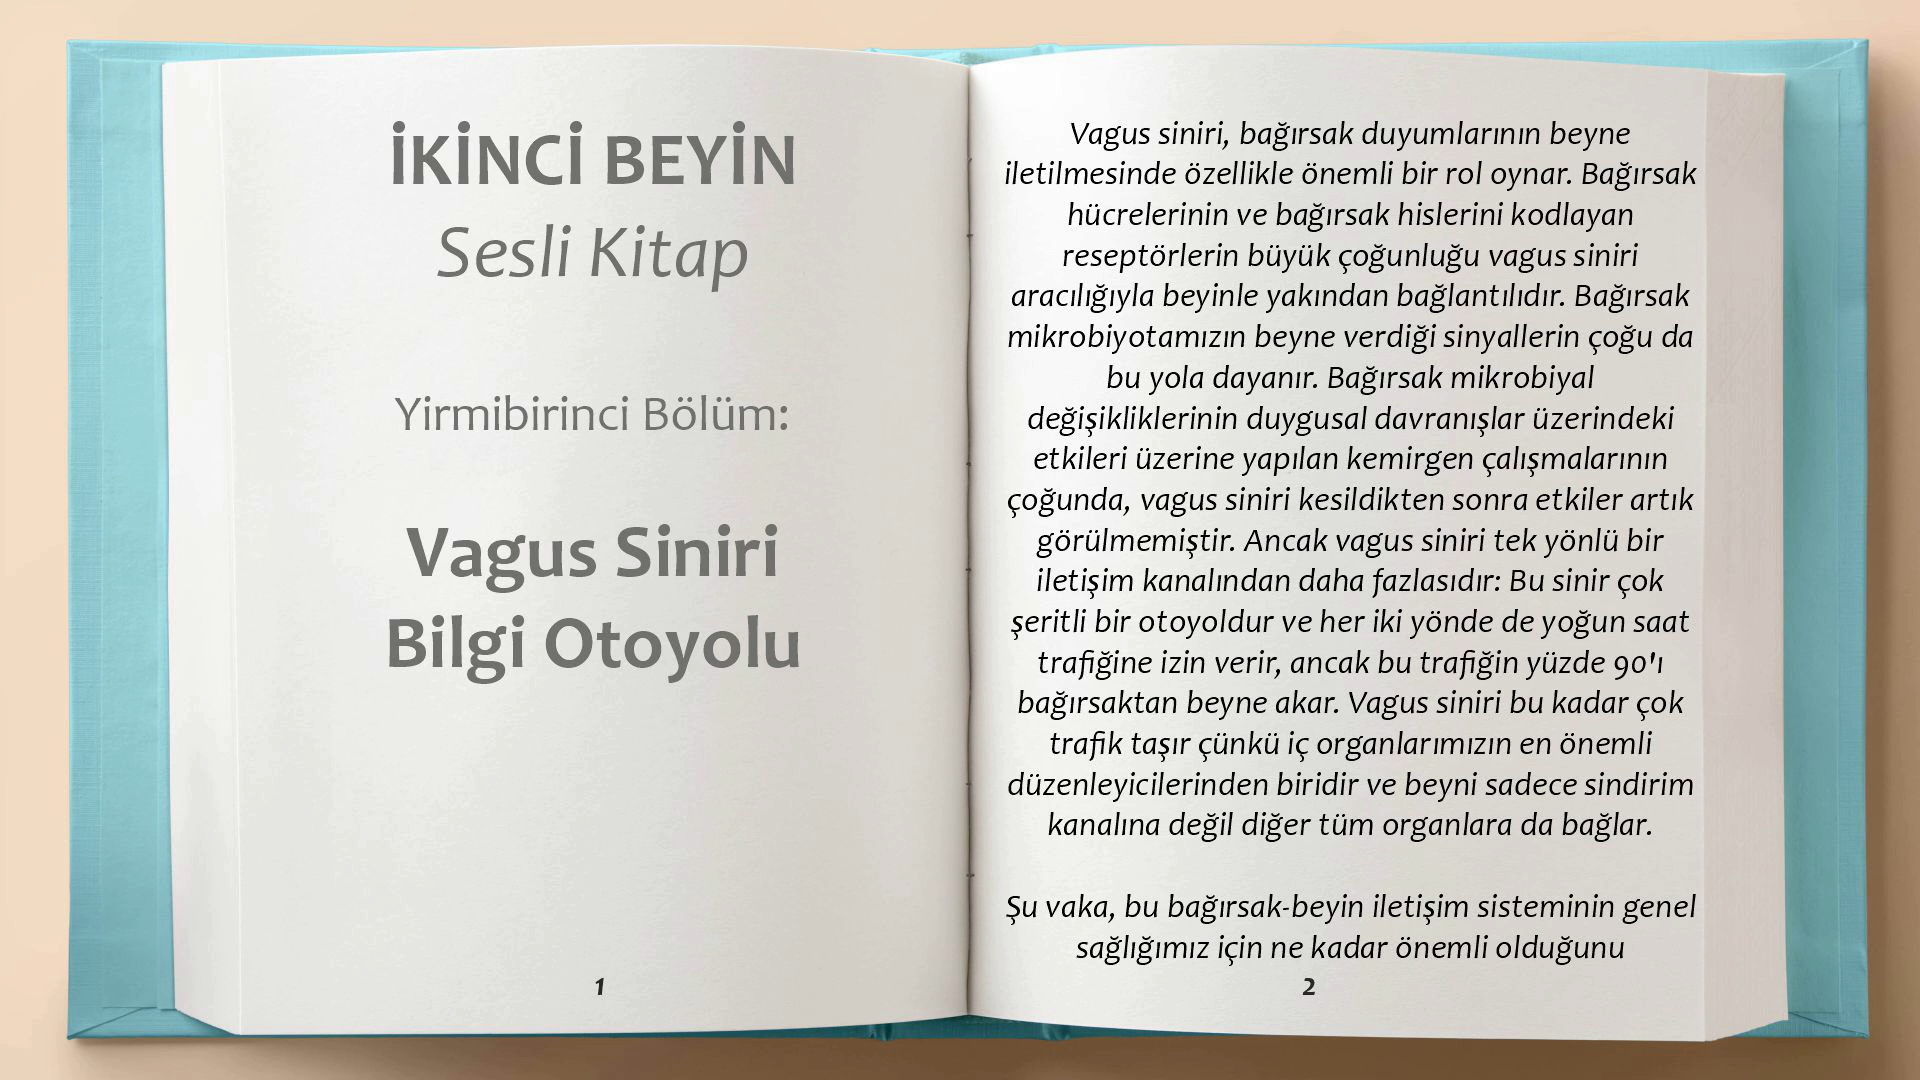 İKİNCİ BEYİN
Sesli Kitap
Yirmibirinci Bölüm:
Vagus Siniri
Bilgi Otoyolu
1
Vagus siniri, bağırsak duyumlarının beyne
iletilmesinde özellikle önemli bir rol oynar. Bağırsak
hücrelerinin ve bağırsak hislerini kodlayan
reseptörlerin büyük çoğunluğu vagus siniri
aracılığıyla beyinle yakından bağlantılıdır. Bağırsak
mikrobiyotamızın beyne verdiği sinyallerin çoğu da
bu yola dayanır. Bağırsak mikrobiyal
değişikliklerinin duygusal davranışlar üzerindeki
etkileri üzerine yapılan kemirgen çalışmalarının
çoğunda, vagus siniri kesildikten sonra etkiler artık
görülmemiştir. Ancak vagus siniri tek yönlü bir
iletişim kanalından daha fazlasıdır: Bu sinir çok
şeritli bir otoyoldur ve her iki yönde de yoğun saat
trafiğine izin verir, ancak bu trafiğin yüzde 90'ı
bağırsaktan beyne akar. Vagus siniri bu kadar çok
trafik taşır çünkü iç organlarımızın en önemli
düzenleyicilerinden biridir ve beyni sadece sindirim
kanalına değil diğer tüm organlara da bağlar.
Şu vaka, bu bağırsak-beyin iletişim sisteminin genel
sağlığımız için ne kadar önemli olduğunu
2